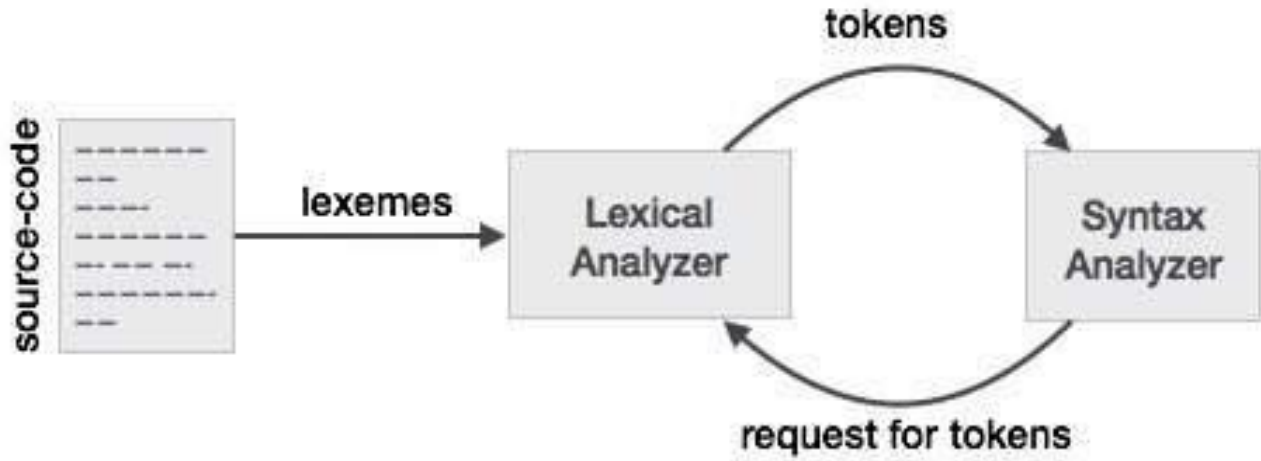 source-code
lexemes
Lexical
Analyzer
tokens
Syntax
Analyzer
request for tokens